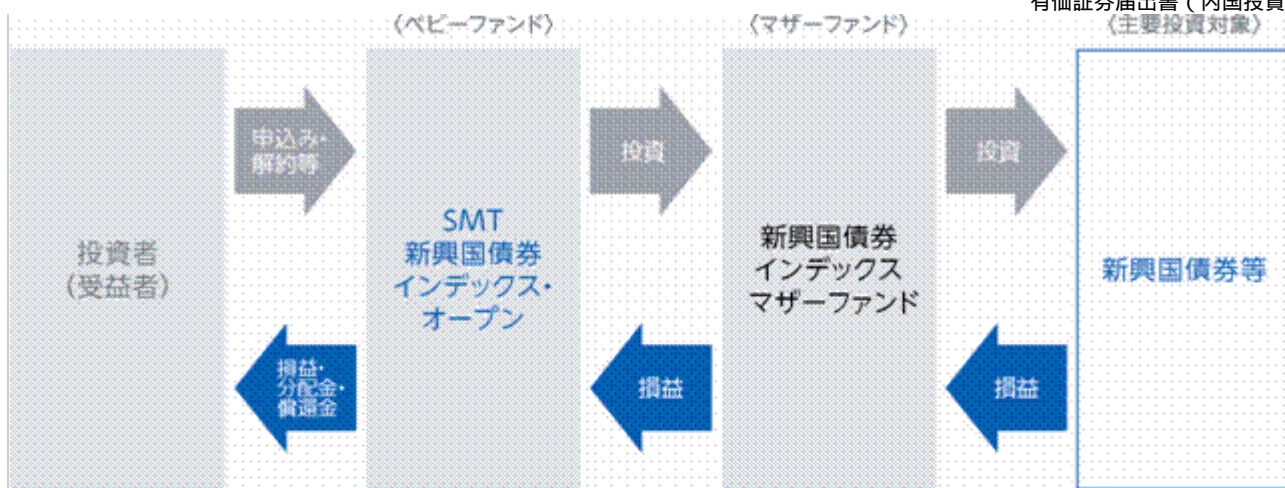 有価証券届出書(内国投資
〈ベビーファンド〉
〈マザーファンド〉
〈主要投資対象〉
申込み・
解約等
投資
投資
投資者
(受益者)
SMT
新興国債券
インデックス・
オープン
新興国債券
インデックス
マザーファンド
新興国債券等
損益・
分配金・
償還金
損益
損益